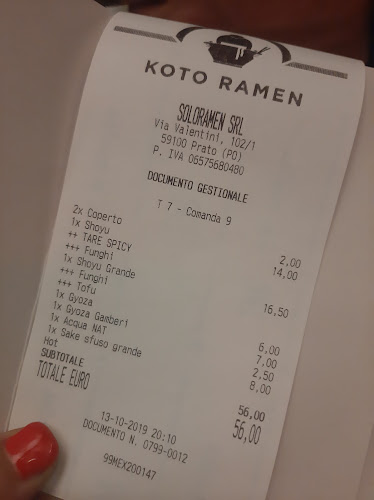 KOTO RAMEN
SOLORAMEN SRL
Via Valentini, 102/1
59100 Prato (PO)
P. IVA 06575680480
DOCUMENTO GESTIONALE
T 7 - Comanda 9
2x Coperto 2,00
1x Shoyu 14,00
++ TARE SPICY
+++ Funghi
1x Shoyu Grande 16,50
+++ Funghi
+++ Tofu
1x Gyoza 6,00
1x Gyoza Gamberi 7,00
1x Acqua NAT 2,50
1x Sake sfuso grande 8,00
Hot
SUBTOTALE 56,00
TOTALE EURO 56,00
13-10-2019 20:10
DOCUMENTO N. 0799-0012
99MEX200147